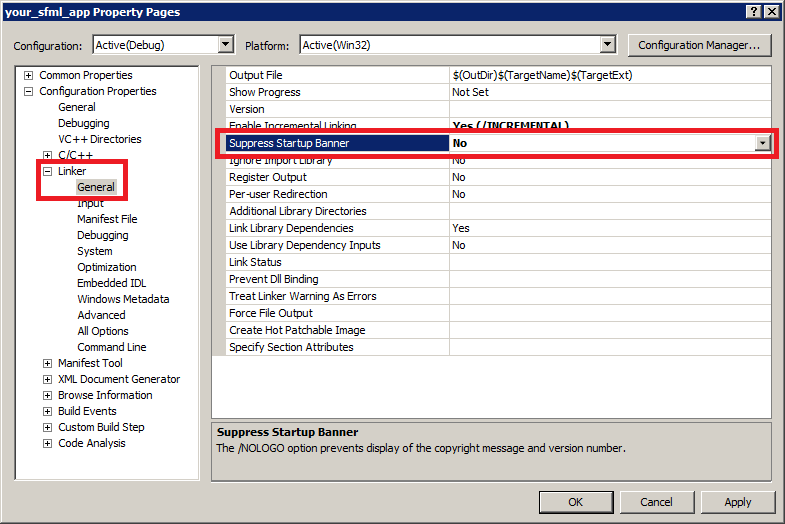 your_sfml_app Property Pages
Configuration: Active(Debug) Platform: Active(Win32) Configuration Manager...
Common Properties
Configuration Properties
General
Debugging
VC++ Directories
C/C++
Linker
General
Input
Manifest File
Debugging
System
Optimization
Embedded IDL
Windows Metadata
Advanced
All Options
Command Line
Manifest Tool
XML Document Generator
Browse Information
Build Events
Custom Build Step
Code Analysis
Output File $(OutDir)$(TargetName)$(TargetExt)
Show Progress Not Set
Version
Enable Incremental Linking Yes (/INCREMENTAL)
Suppress Startup Banner No
Ignore Import Library No
Register Output No
Per-user Redirection No
Additional Library Directories
Link Library Dependencies Yes
Use Library Dependency Inputs No
Link Status
Prevent Dll Binding
Treat Linker Warning As Errors
Force File Output
Create Hot Patchable Image
Specify Section Attributes
Suppress Startup Banner
The /NOLOGO option prevents display of the copyright message and version number.
OK Cancel Apply